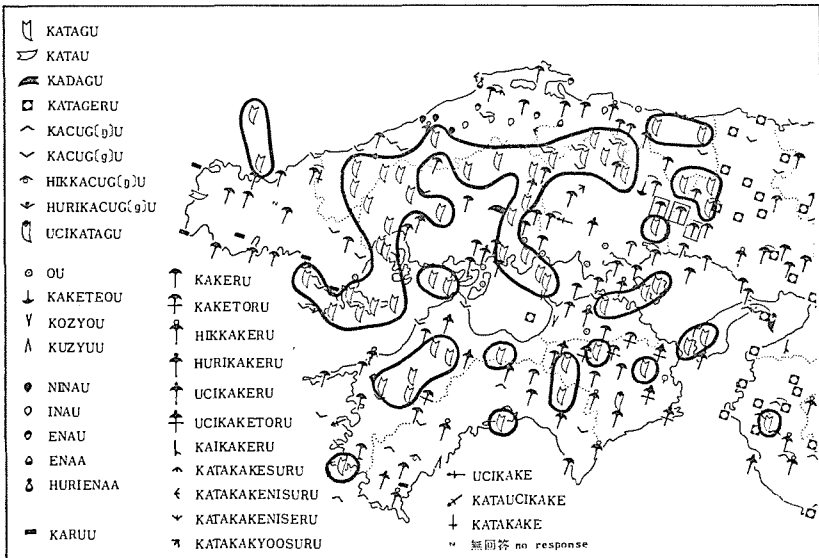 KATAGU
KATAU
KADAGU
KATAGERU
KACUG(ŋ)U
KACUG(g)U
HIKKACUG(g)U
HURIKACUG(g)U
UCIKATAGU
OU
KAKETEOU
KOZYOU
KUZYUU
NINAU
INAU
ENAU
ENAA
HURIENAA
KARUU
KAKERU
KAKETORU
HIKKAKERU
HURIKAKERU
UCIKAKERU
UCIKAKETORU
KAIKAKERU
KATAKAKESURU
KATAKAKENISURU
KATAKAKENISERU
KATAKAKYOOSURU
UCIKAKE
KATAUCIKAKE
KATAKAKE
無回答 no response